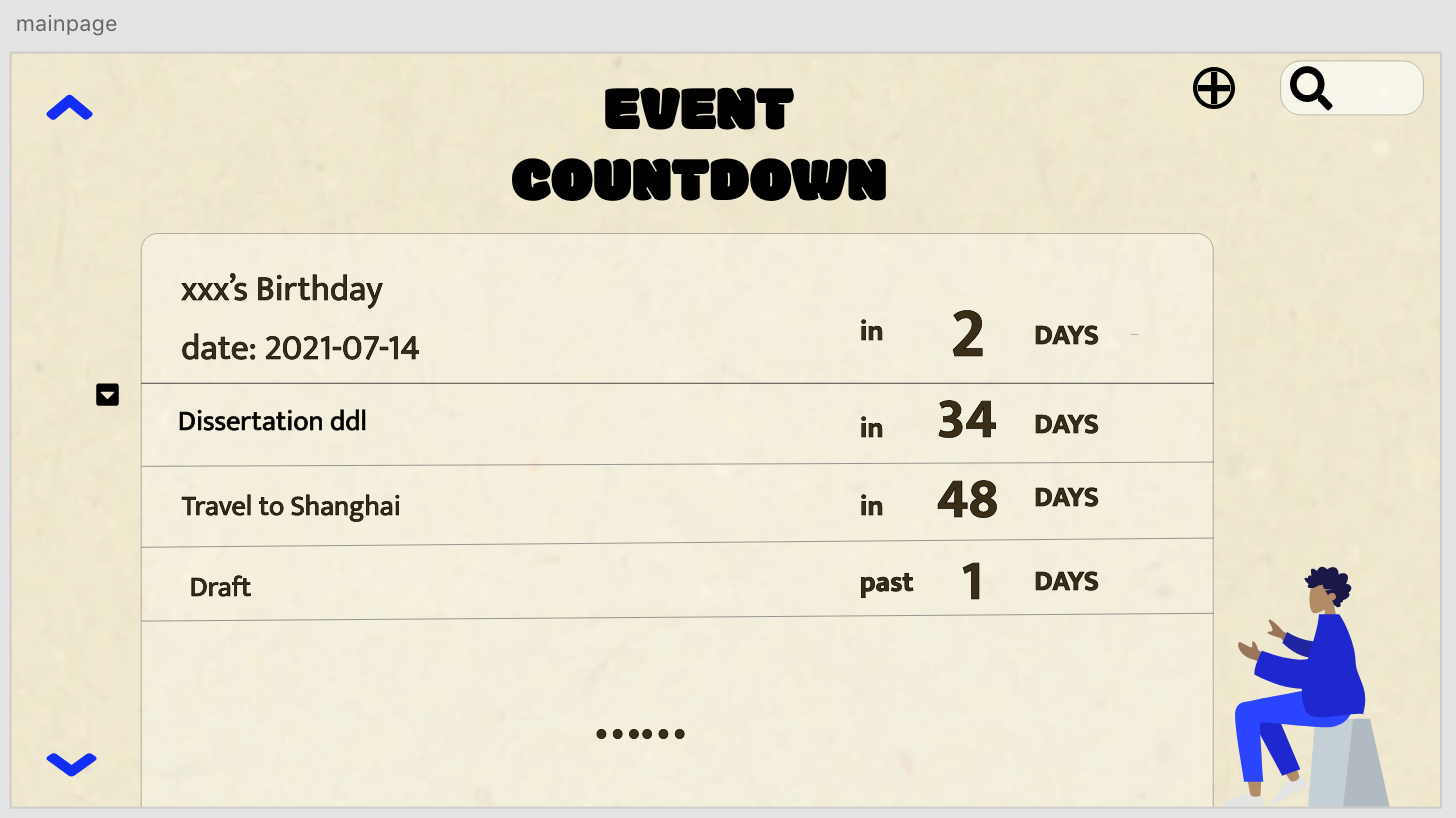 mainpage
EVENT
COUNTDOWN
xxx’s Birthday
date: 2021-07-14
in 2 DAYS
Dissertation ddl in 34 DAYS
Travel to Shanghai in 48 DAYS
Draft past 1 DAYS
......